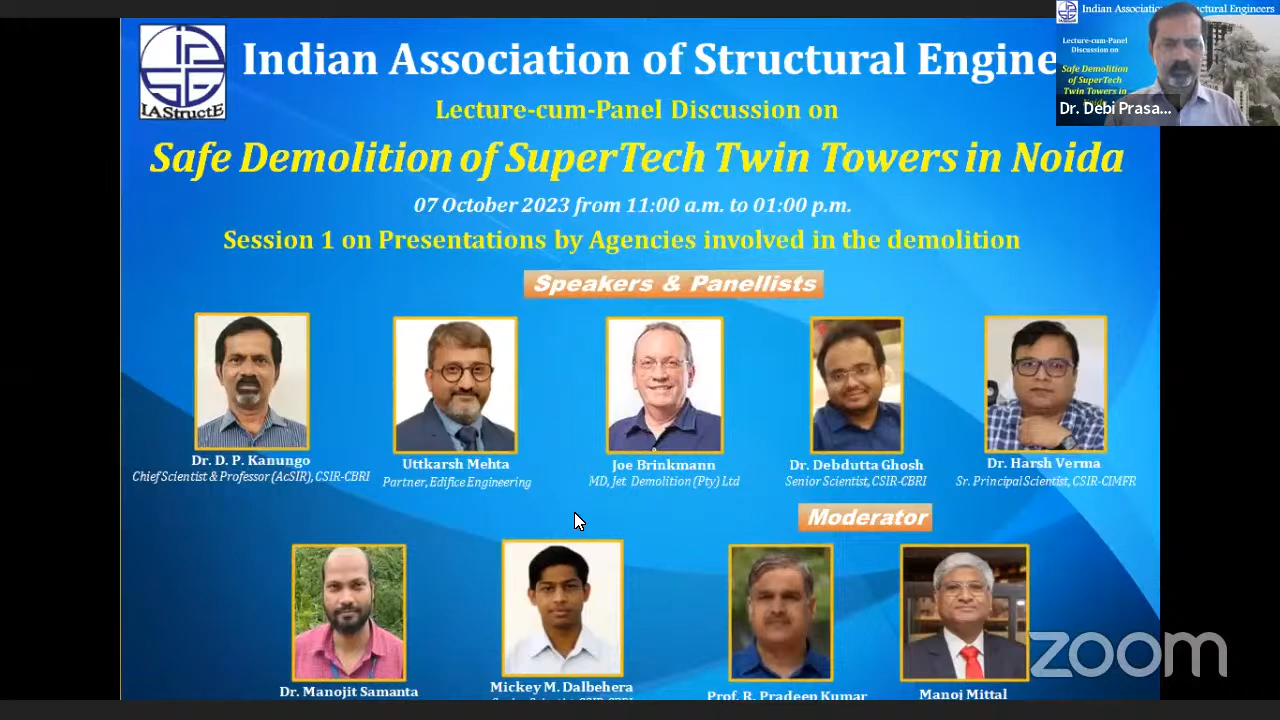 IAStructE
Indian Association of Structural Engine
Lecture-cum-Panel Discussion on
Safe Demolition of SuperTech Twin Towers in Noida
07 October 2023 from 11:00 a.m. to 01:00 p.m.
Session 1 on Presentations by Agencies involved in the demolition
Speakers & Panellists
Dr. D. P. Kanungo
Chief Scientist & Professor (AcSIR), CSIR-CBRI
Uttkarsh Mehta
Partner, Edifice Engineering
Joe Brinkmann
MD, Jet Demolition (Pty) Ltd
Dr. Debdutta Ghosh
Senior Scientist, CSIR-CBRI
Dr. Harsh Verma
Sr. Principal Scientist, CSIR-CIMFR
Moderator
Dr. Manojit Samanta
Mickey M. Dalbehera
Prof. R. Pradeep Kumar
Manoj Mittal
zoom
Indian Association Structural Engineers
Lecture-cum-Panel
Discussion on
Safe Demolition
of SuperTech
Twin Towers in
Dr. Debi Prasa...